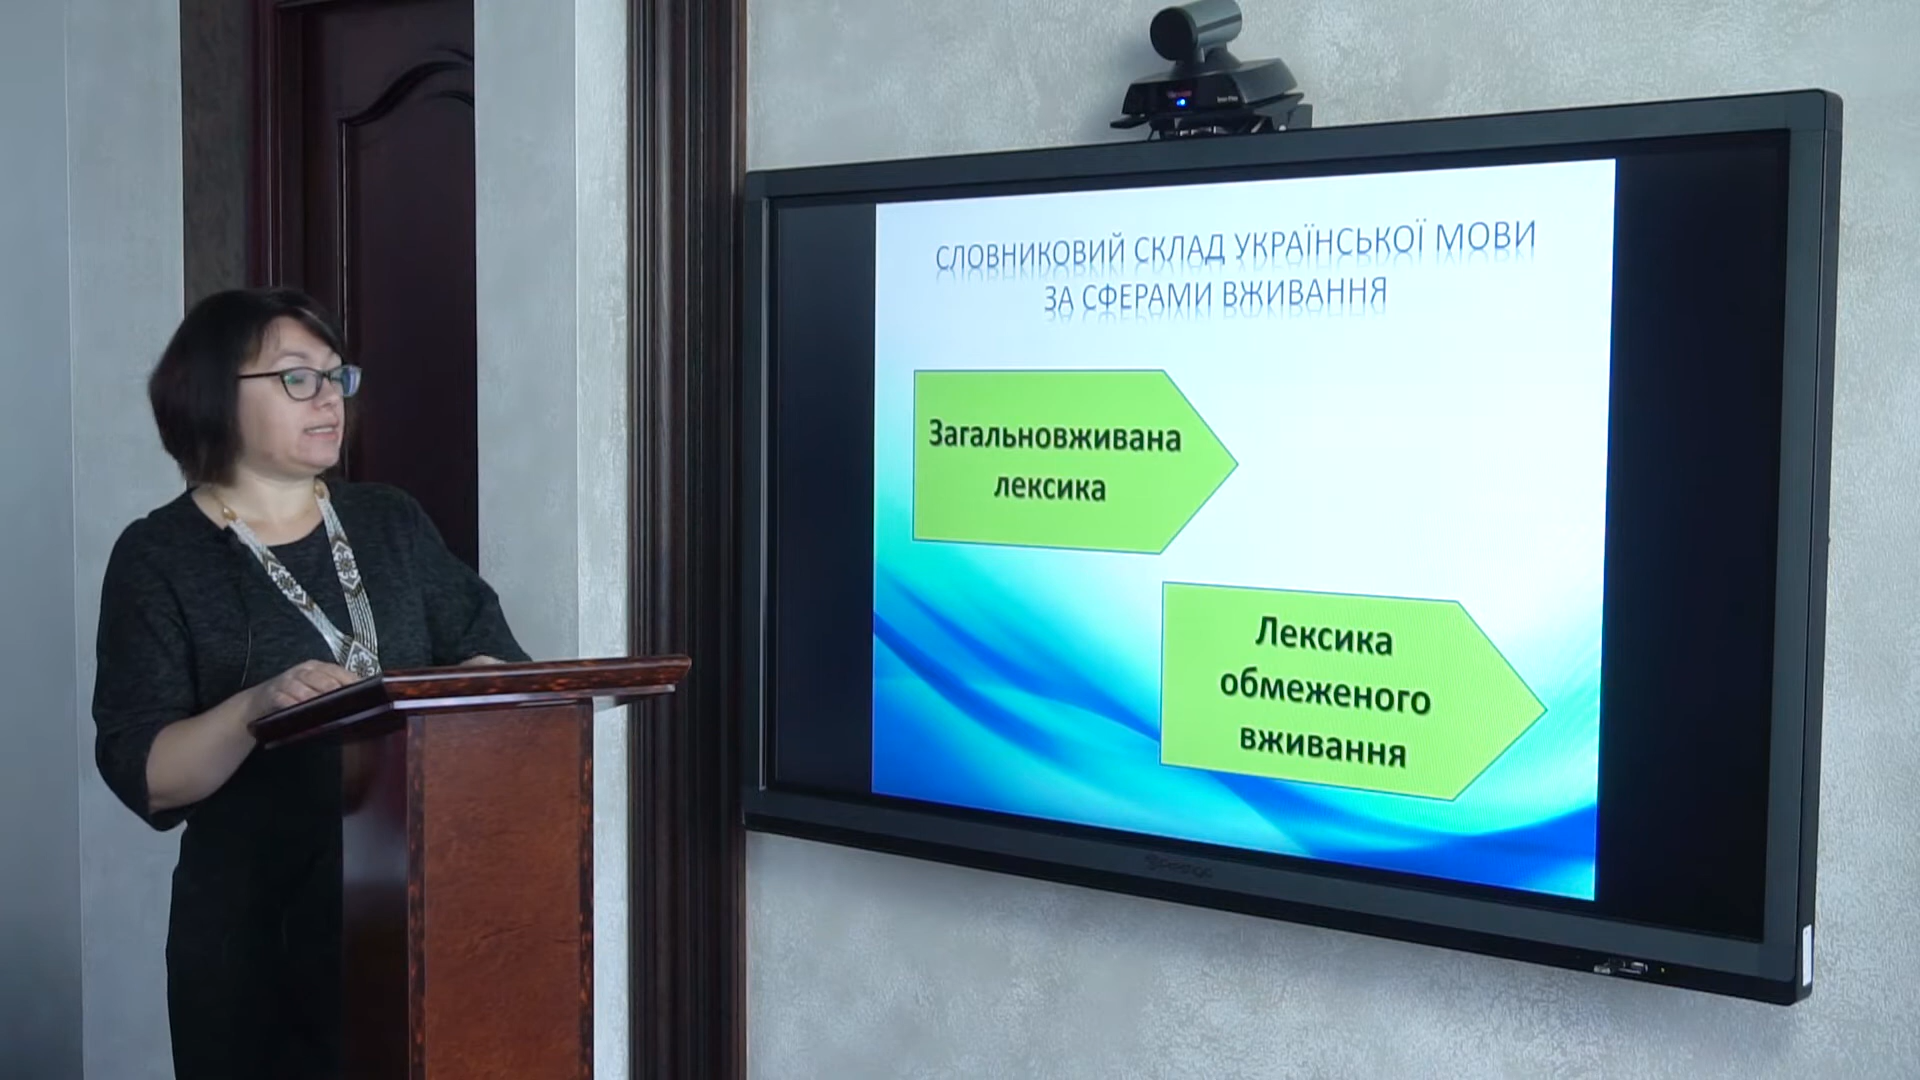 СЛОВНИКОВИЙ СКЛАД УКРАЇНСЬКОЇ МОВИ
ЗА СФЕРАМИ ВЖИВАННЯ
Загальновживана
лексика
Лексика
обмеженого
вживання